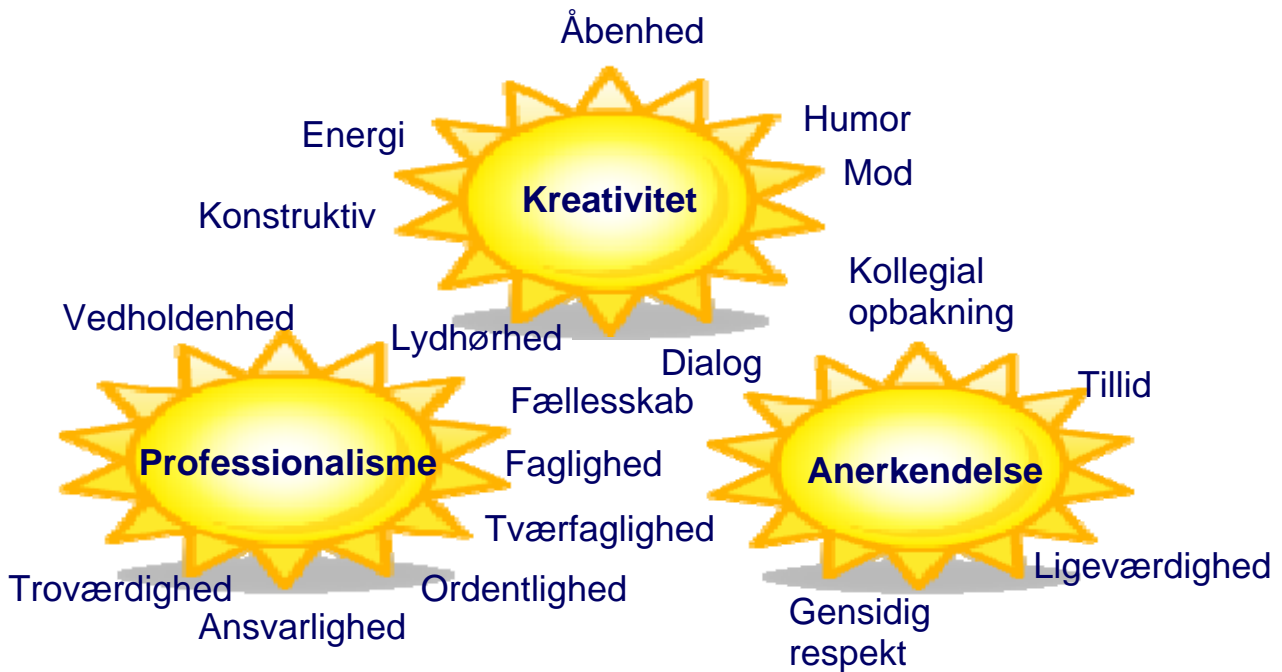 Åbenhed
Energi
Humor
Mod
Kreativitet
Konstruktiv
Kollegial
opbakning
Vedholdenhed
Lydhørhed
Dialog
Tillid
Fællesskab
Professionalisme
Faglighed
Anerkendelse
Tværfaglighed
Ligeværdighed
Troværdighed
Ordentlighed
Ansvarlighed
Gensidig
respekt